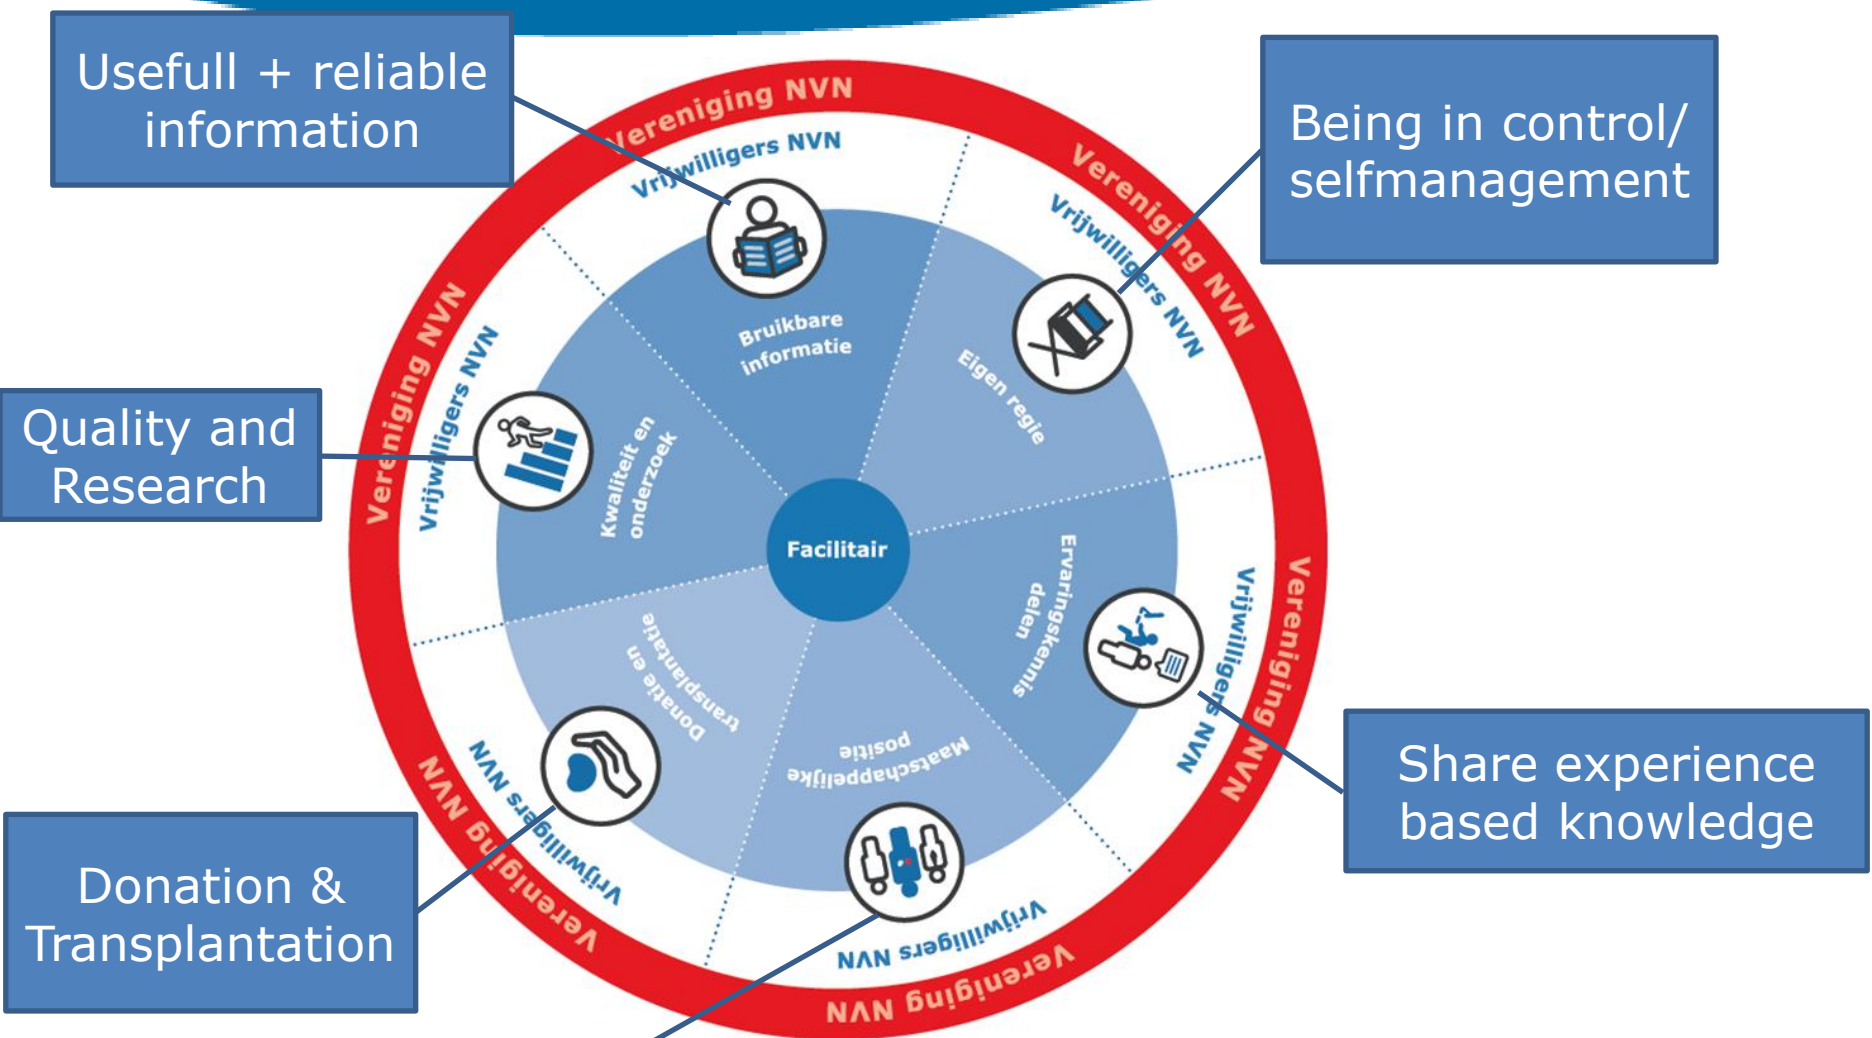 Usefull + reliable
information
Being in control/
selfmanagement
Quality and
Research
Share experience
based knowledge
Donation &
Transplantation
Vereniging NVN
Vrijwilligers NVN
Bruikbare
informatie
Vereniging NVN
Vrijwilligers NVN
Eigen regie
Vereniging NVN
Vrijwilligers NVN
Ervaringskennis
delen
Vereniging NVN
Vrijwilligers NVN
Maatschappelijke
positie
Vereniging NVN
Vrijwilligers NVN
Donatie en
transplantatie
Vereniging NVN
Vrijwilligers NVN
Kwaliteit en
onderzoek
Facilitair